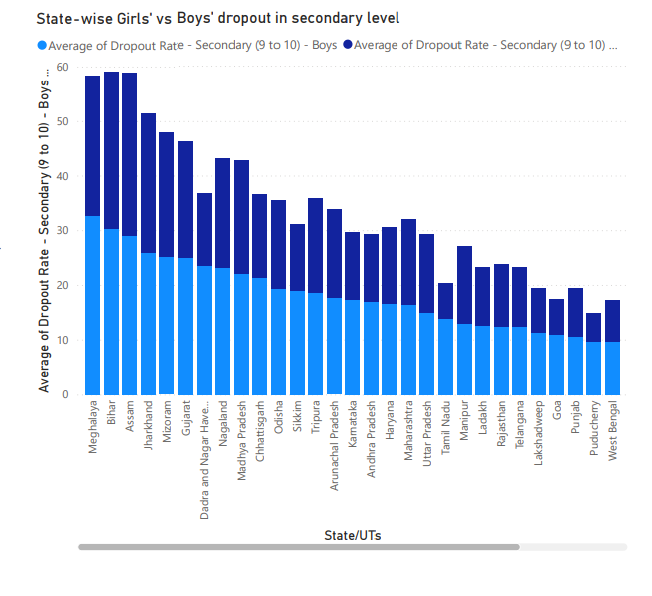 State-wise Girls' vs Boys' dropout in secondary level
Average of Dropout Rate - Secondary (9 to 10) - Boys Average of Dropout Rate - Secondary (9 to 10) ...
Average of Dropout Rate - Secondary (9 to 10) - Boys ...
60
50
40
30
20
10
0
Meghalaya
Bihar
Assam
Jharkhand
Mizoram
Gujarat
Dadra and Nagar Have...
Nagaland
Madhya Pradesh
Chhattisgarh
Odisha
Sikkim
Tripura
Arunachal Pradesh
Karnataka
Andhra Pradesh
Haryana
Maharashtra
Uttar Pradesh
Tamil Nadu
Manipur
Ladakh
Rajasthan
Telangana
Lakshadweep
Goa
Punjab
Puducherry
West Bengal
State/UTs